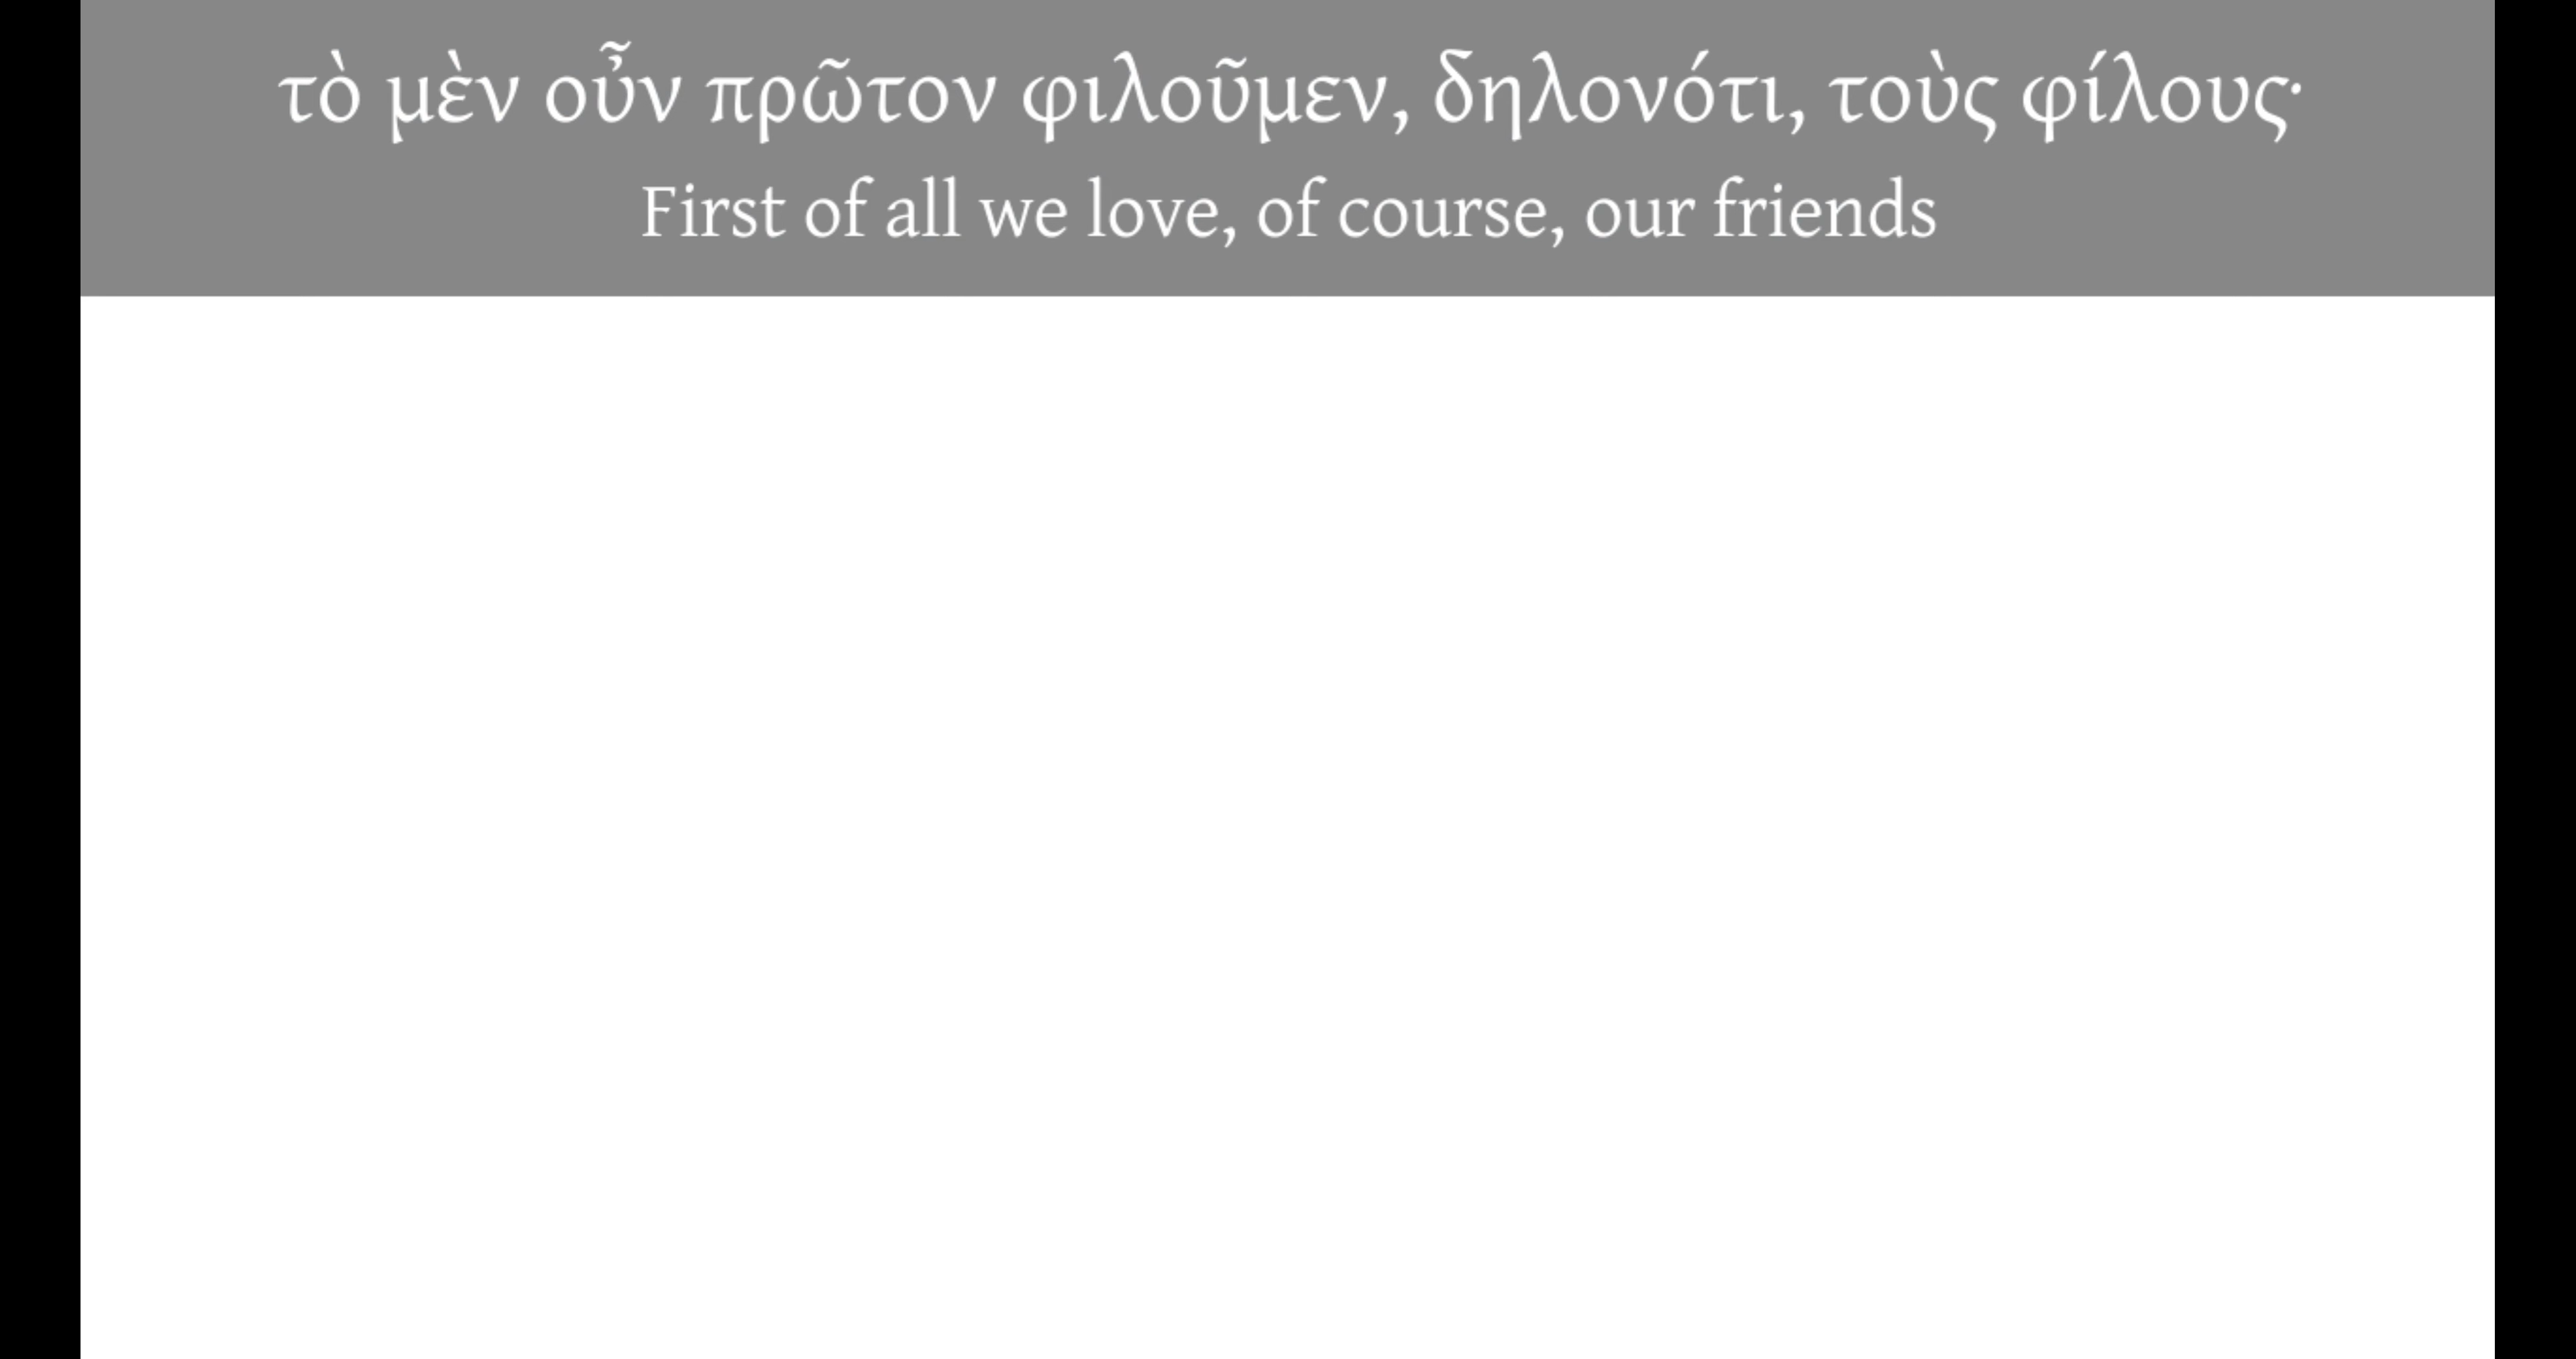 τὸ μὲν οὖν πρῶτον φιλοῦμεν, δηλονότι, τοὺς φίλους·
First of all we love, of course, our friends